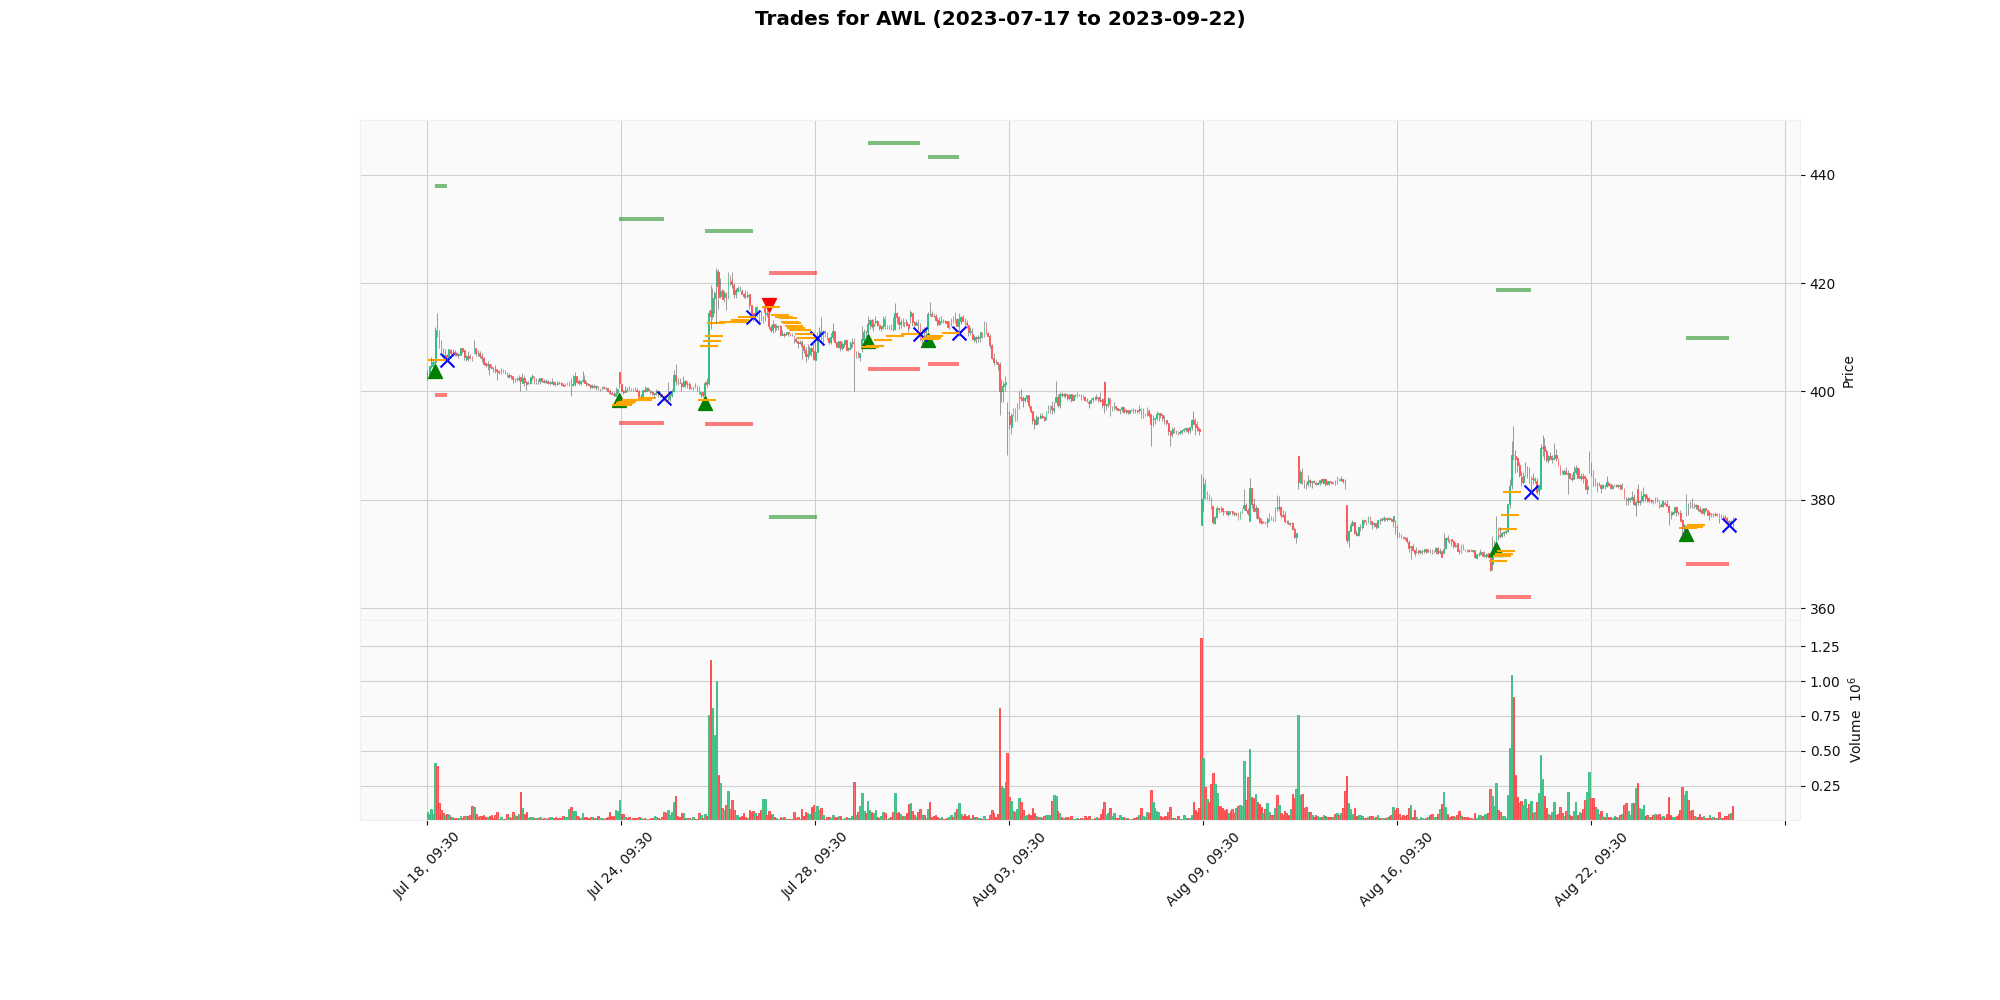 Trades for AWL (2023-07-17 to 2023-09-22)
440
420
400
380
360
Price
1.25
1.00
0.75
0.50
0.25
Volume 10^6
Jul 18, 09:30
Jul 24, 09:30
Jul 28, 09:30
Aug 03, 09:30
Aug 09, 09:30
Aug 16, 09:30
Aug 22, 09:30